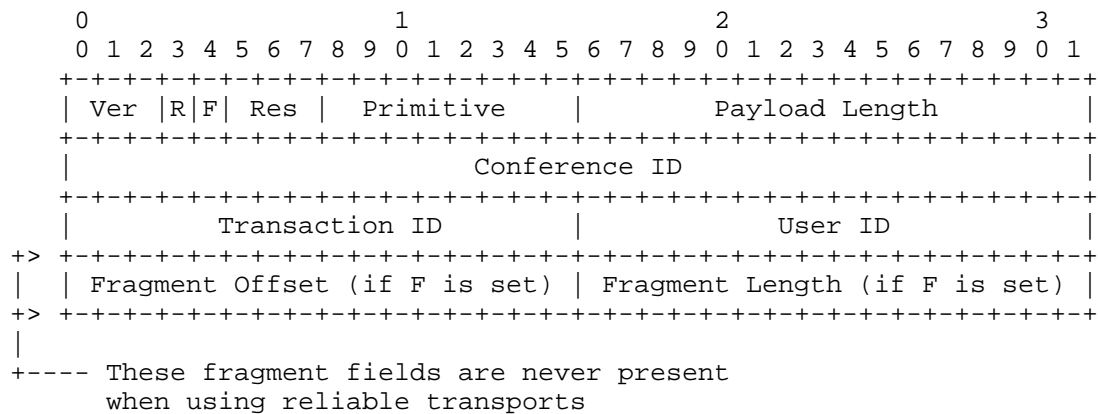 0                   1                   2                   3
 0 1 2 3 4 5 6 7 8 9 0 1 2 3 4 5 6 7 8 9 0 1 2 3 4 5 6 7 8 9 0 1
+-+-+-+-+-+-+-+-+-+-+-+-+-+-+-+-+-+-+-+-+-+-+-+-+-+-+-+-+-+-+-+-+
| Ver |R|F| Res |  Primitive    |        Payload Length         |
+-+-+-+-+-+-+-+-+-+-+-+-+-+-+-+-+-+-+-+-+-+-+-+-+-+-+-+-+-+-+-+-+
|                         Conference ID                         |
+-+-+-+-+-+-+-+-+-+-+-+-+-+-+-+-+-+-+-+-+-+-+-+-+-+-+-+-+-+-+-+-+
|         Transaction ID        |            User ID            |
+> +-+-+-+-+-+-+-+-+-+-+-+-+-+-+-+-+-+-+-+-+-+-+-+-+-+-+-+-+-+-+-+-+
|  | Fragment Offset (if F is set) | Fragment Length (if F is set) |
+> +-+-+-+-+-+-+-+-+-+-+-+-+-+-+-+-+-+-+-+-+-+-+-+-+-+-+-+-+-+-+-+-+
|
+---- These fragment fields are never present
      when using reliable transports